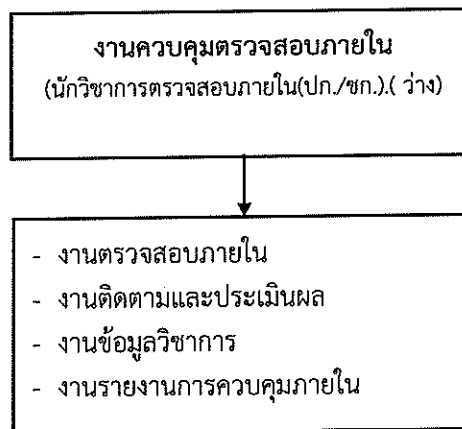 งานควบคุมตรวจสอบภายใน
(นักวิชาการตรวจสอบภายใน(ปก./ชก.).( ว่าง)
- งานตรวจสอบภายใน
- งานติดตามและประเมินผล
- งานข้อมูลวิชาการ
- งานรายงานการควบคุมภายใน